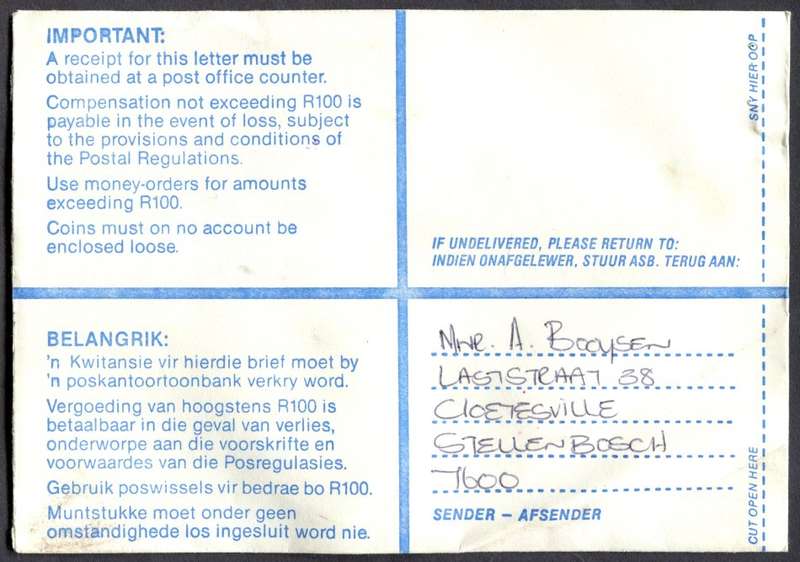 IMPORTANT:
A receipt for this letter must be
obtained at a post office counter.
Compensation not exceeding R100 is
payable in the event of loss, subject
to the provisions and conditions of
the Postal Regulations.
Use money-orders for amounts
exceeding R100.
Coins must on no account be
enclosed loose.
SNY HIER OOP
IF UNDELIVERED, PLEASE RETURN TO:
INDIEN ONAFGELEWER, STUUR ASB. TERUG AAN:
BELANGRIK:
'n Kwitansie vir hierdie brief moet by
'n poskantoortoonbank verkry word.
Vergoeding van hoogstens R100 is
betaalbaar in die geval van verlies,
onderworpe aan die voorskrifte en
voorwaardes van die Posregulasies.
Gebruik poswissels vir bedrae bo R100.
Muntstukke moet onder geen
omstandighede los ingesluit word nie.
Mnr. A. BOOYSEN
LASTSTRAAT 38
CLOETESVILLE
STELLENBOSCH
7600
SENDER – AFSENDER
CUT OPEN HERE